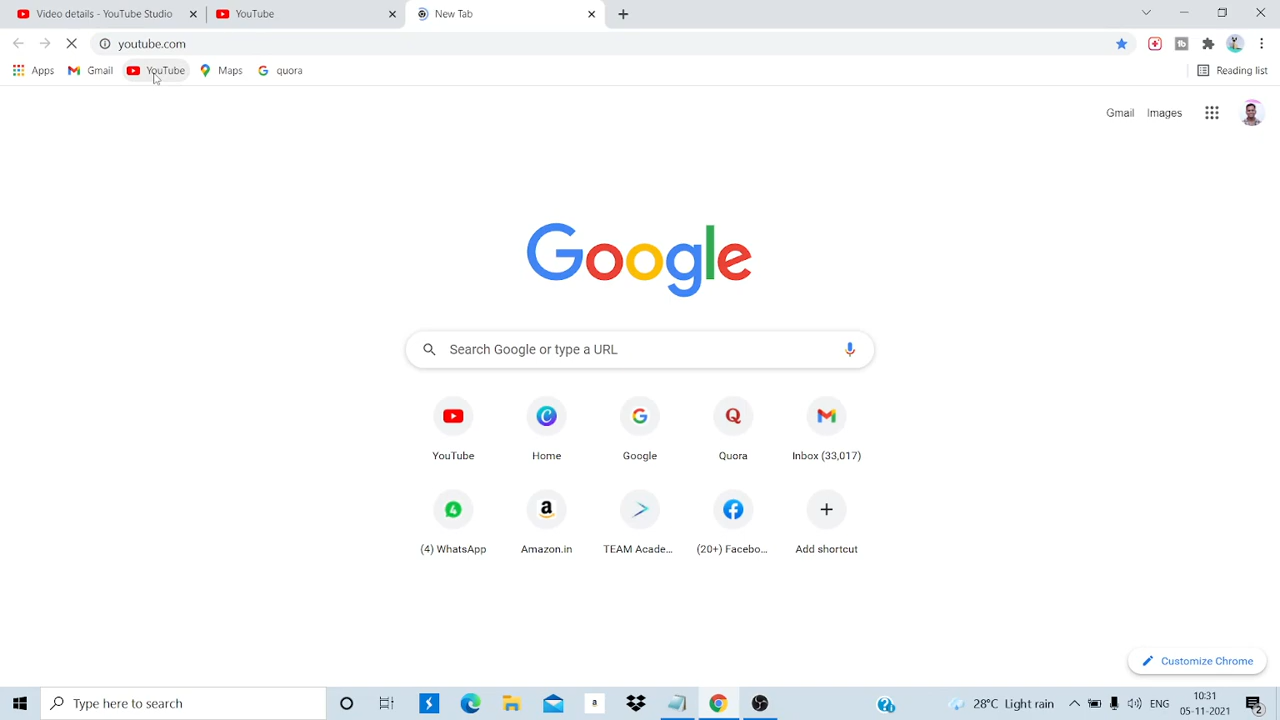 Video details - YouTube Studio
YouTube
New Tab
youtube.com
Apps
Gmail
YouTube
Maps
quora
Reading list
Gmail
Images
Google
Search Google or type a URL
YouTube
Home
Google
Quora
Inbox (33,017)
(4) WhatsApp
Amazon.in
TEAM Acade...
(20+) Facebo...
Add shortcut
Customize Chrome
Type here to search
28°C Light rain
ENG
10:31
05-11-2021
2